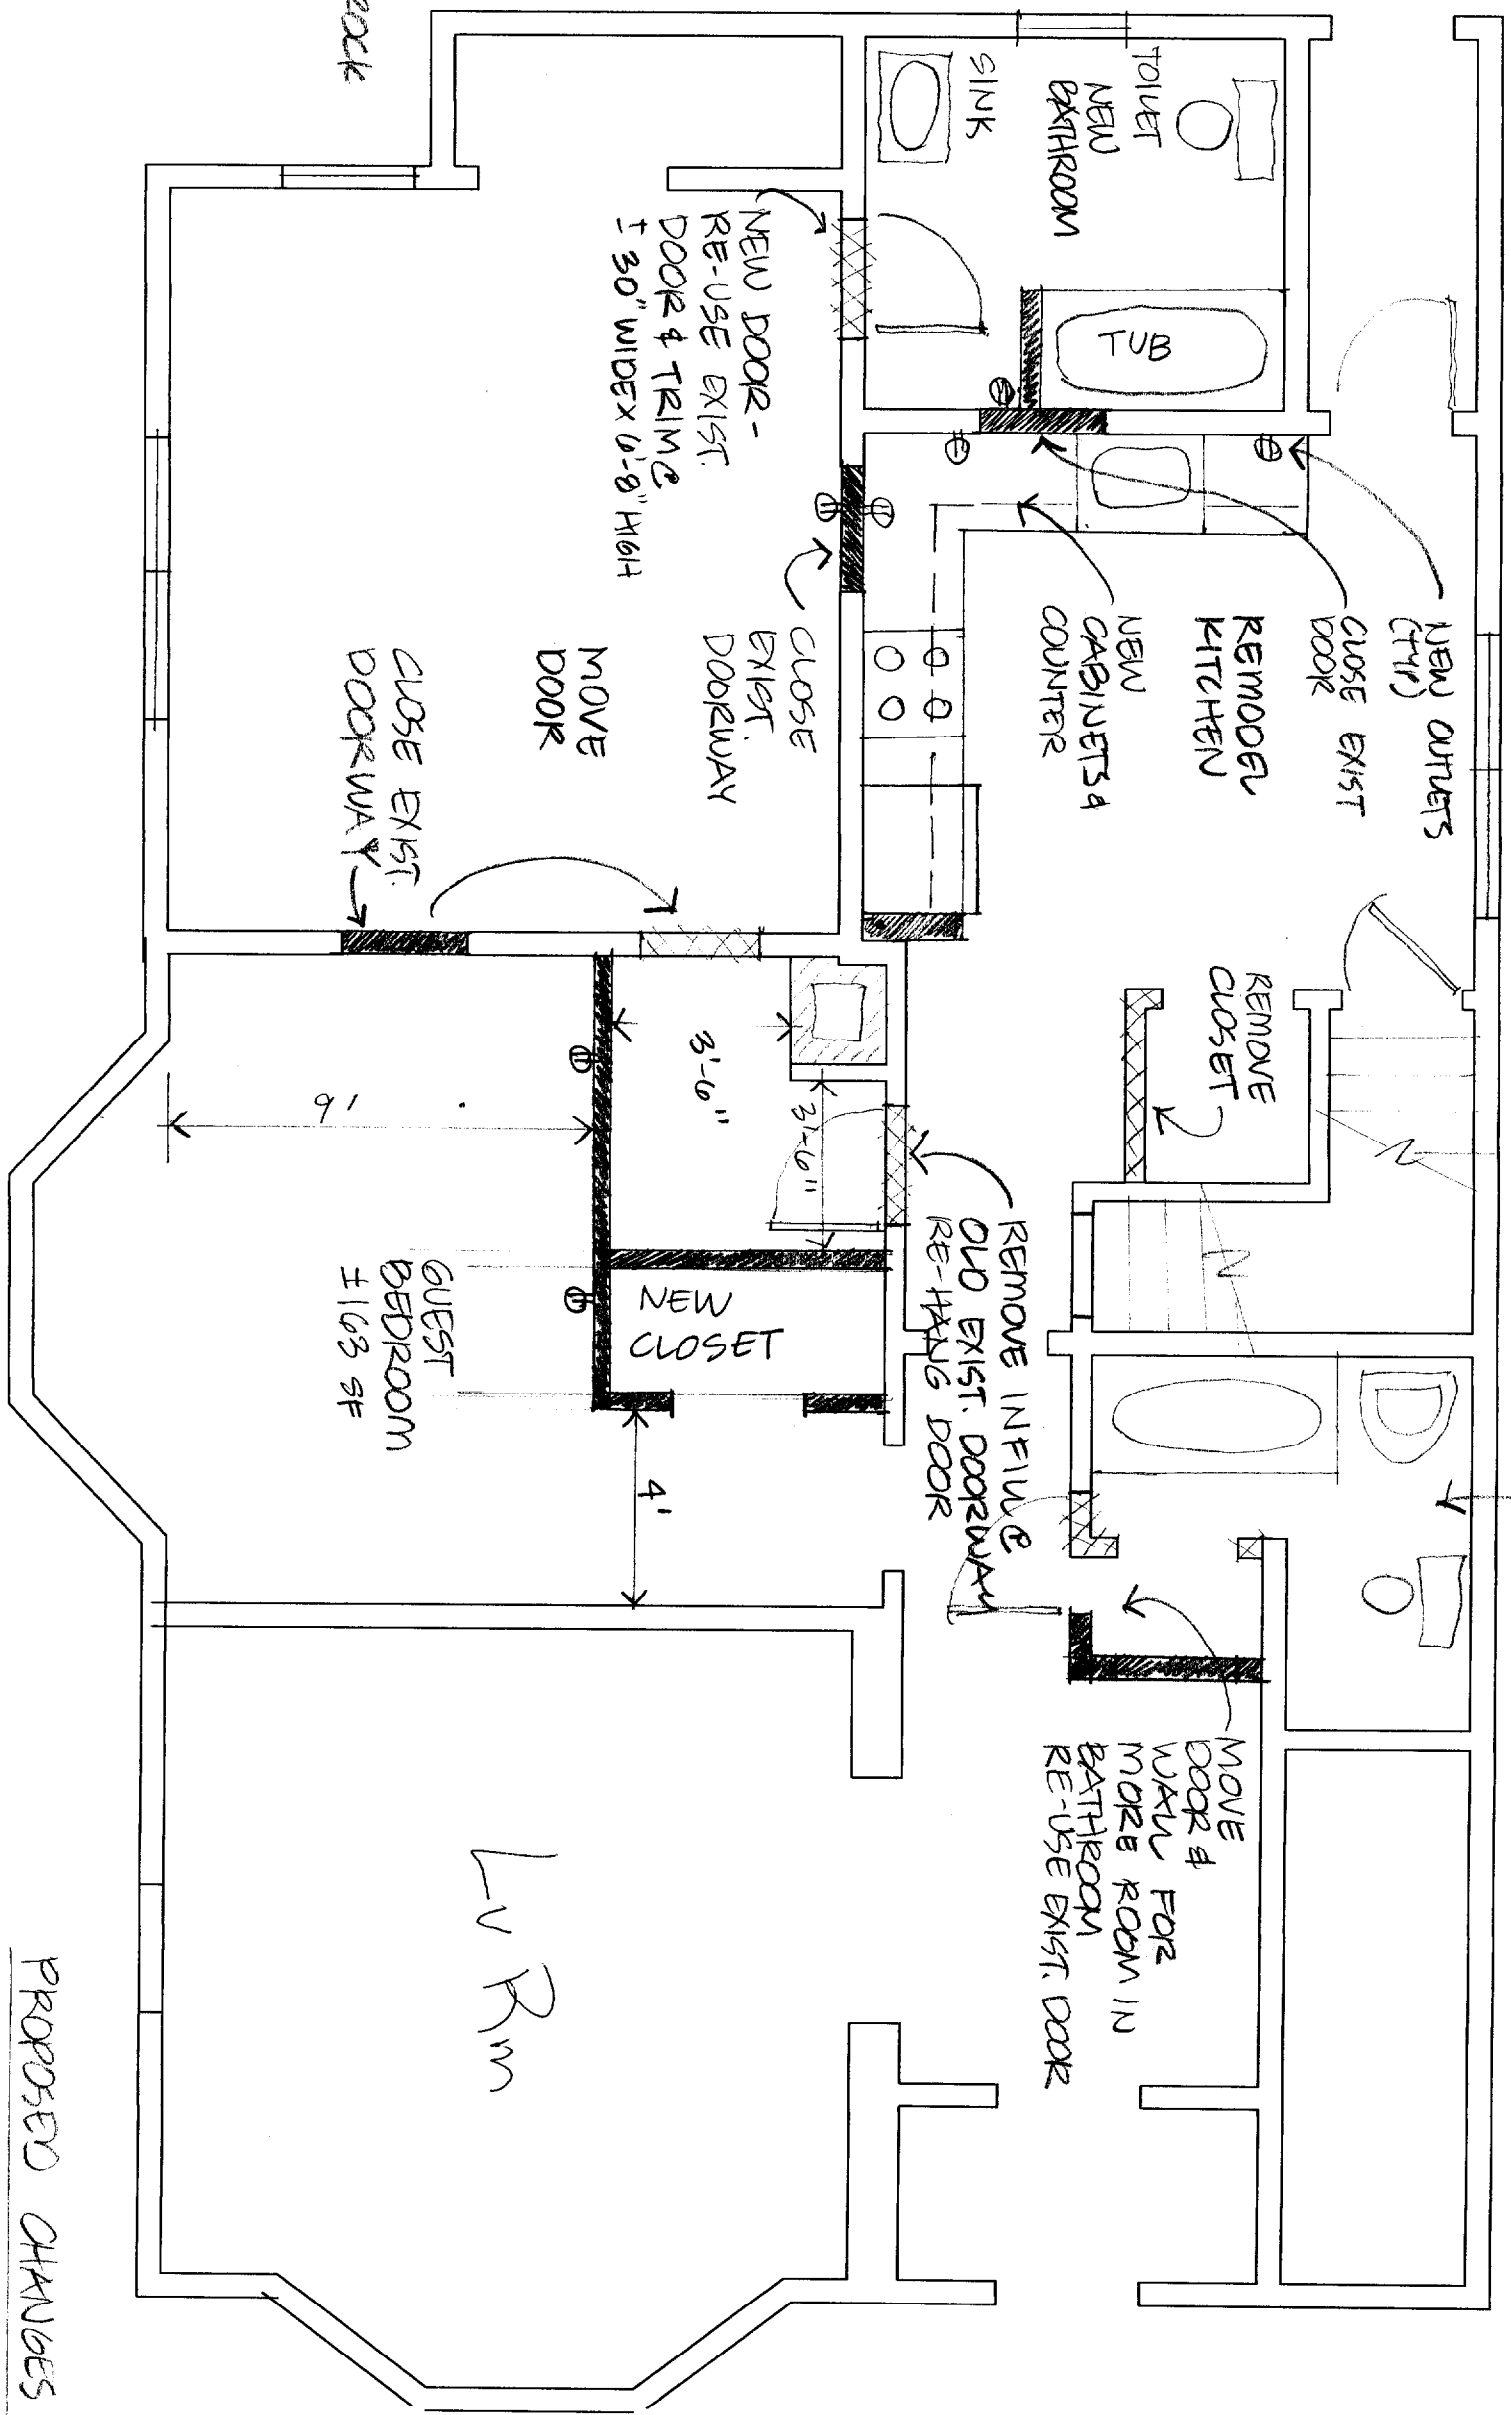 ROCK
TOILET
NEW
BATHROOM
SINK
TUB
NEW DOOR -
RE-USE EXIST.
DOOR & TRIM @
± 30" WIDE X 6'-8" HIGH
NEW OUTLETS
(TYP.)
CLOSE EXIST
DOOR
REMODEL
KITCHEN
NEW
CABINETS &
COUNTER
CLOSE
EXIST.
DOORWAY
MOVE
DOOR
CLOSE EXIST.
DOORWAY
REMOVE
CLOSET
3'-6"
3'-6"
9'
REMOVE INFILL @
OLD EXIST. DOORWAY
RE-HANG DOOR
NEW
CLOSET
GUEST
BEDROOM
±163 SF
4'
MOVE
DOOR &
WALL FOR
MORE ROOM IN
BATHROOM
RE-USE EXIST. DOOR
Lv Rm
PROPOSED CHANGES